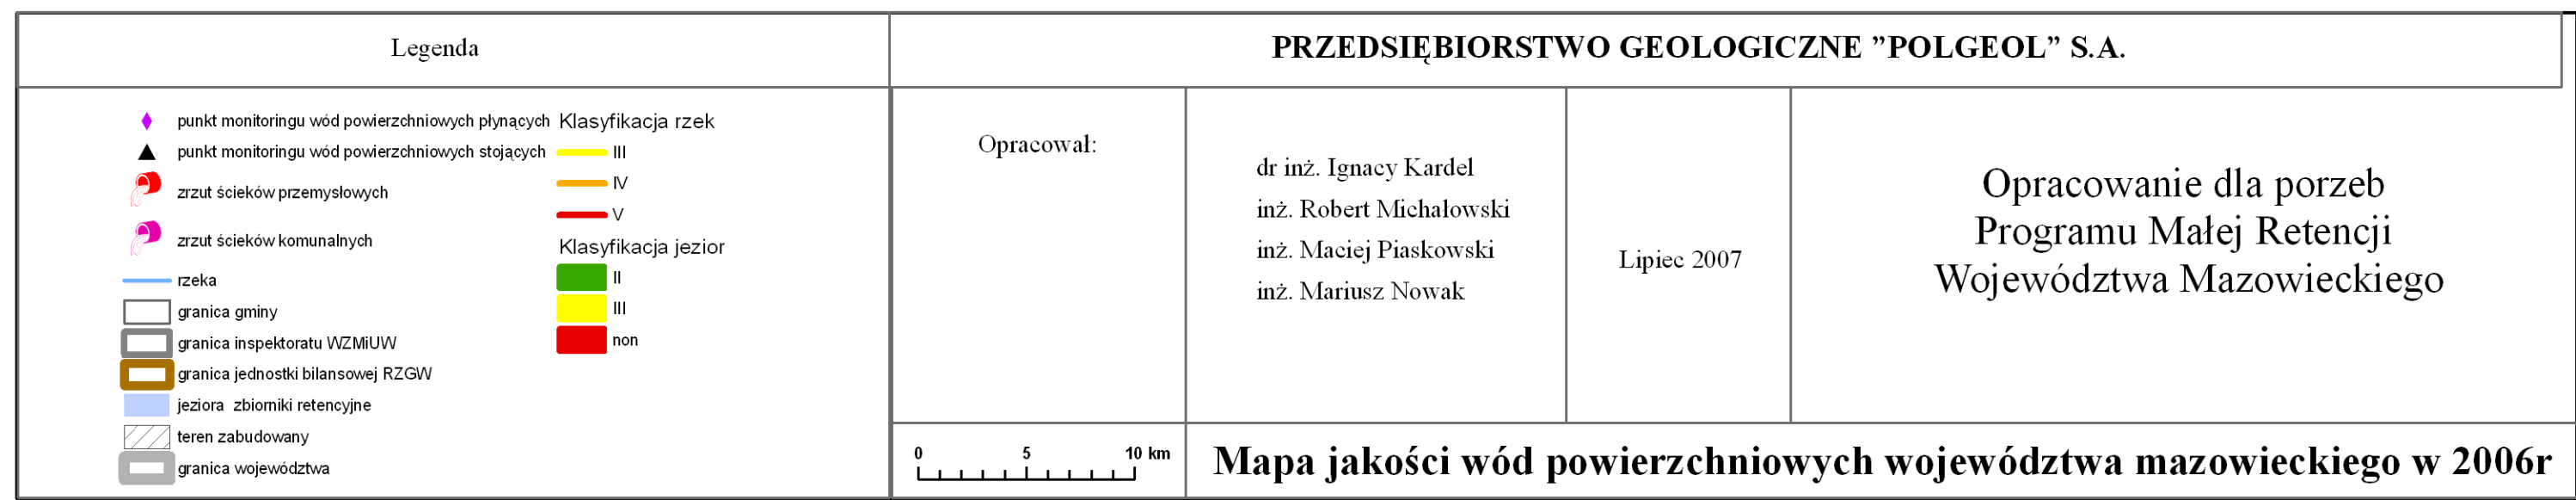 Legenda
punkt monitoringu wód powierzchniowych płynących
punkt monitoringu wód powierzchniowych stojących
zrzut ścieków przemysłowych
zrzut ścieków komunalnych
rzeka
granica gminy
granica inspektoratu WZMiUW
granica jednostki bilansowej RZGW
jeziora zbiorniki retencyjne
teren zabudowany
granica województwa
Klasyfikacja rzek
III
IV
V
Klasyfikacja jezior
II
III
non
PRZEDSIĘBIORSTWO GEOLOGICZNE ”POLGEOL” S.A.
Opracował:
dr inż. Ignacy Kardel
inż. Robert Michałowski
inż. Maciej Piaskowski
inż. Mariusz Nowak
Lipiec 2007
Opracowanie dla porzeb
Programu Małej Retencji
Województwa Mazowieckiego
0 5 10 km
Mapa jakości wód powierzchniowych województwa mazowieckiego w 2006r